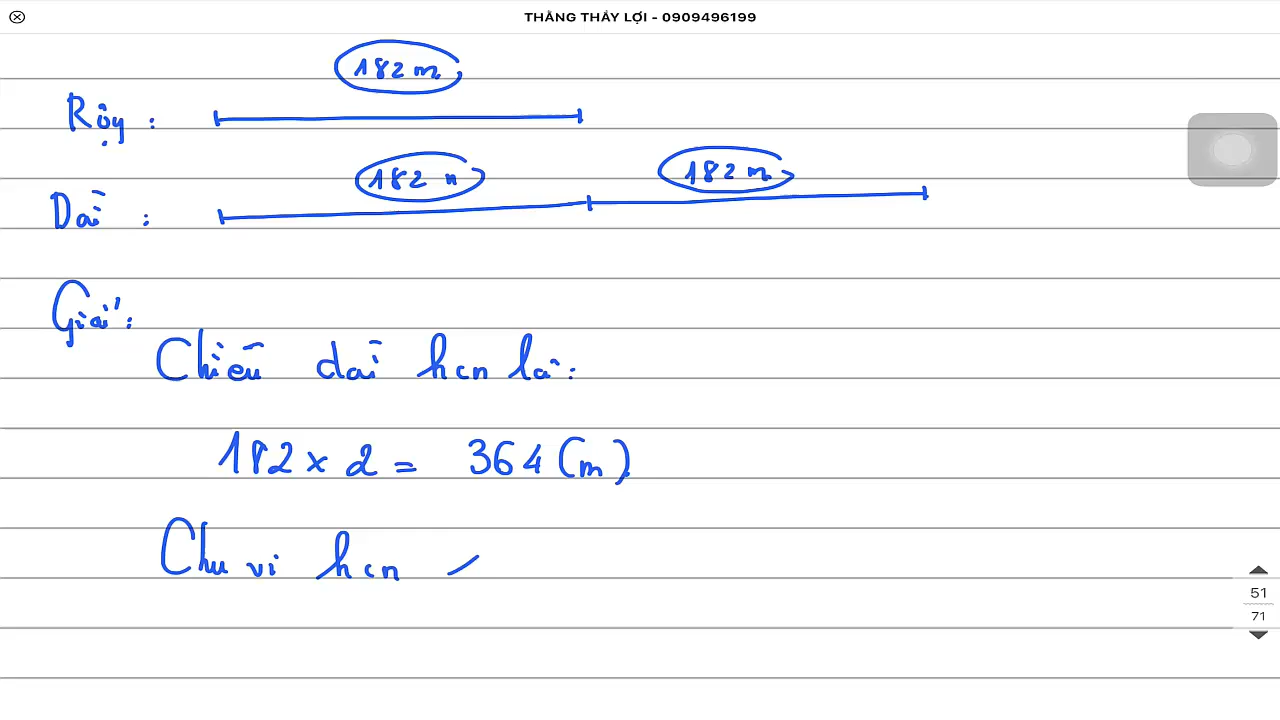 THẮNG THẦY LỢI - 0909496199
182 m
Rộng :
182 m
182 m
Dài :
Giải :
Chiều dài hcn là :
182 x 2 = 364 (m)
Chu vi hcn
51
71